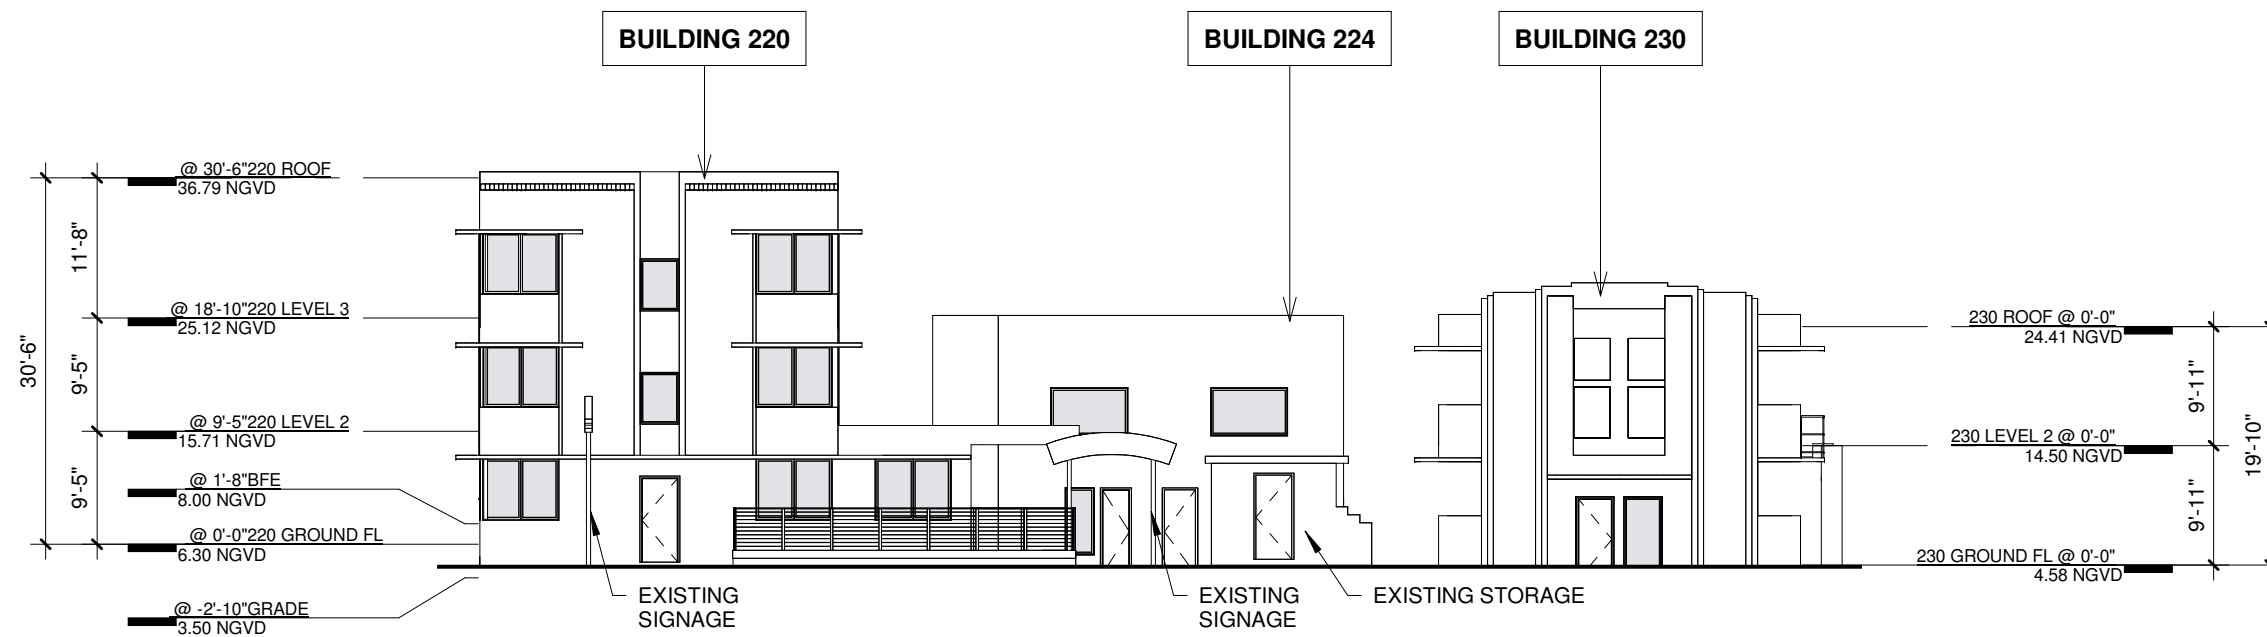 BUILDING 220
BUILDING 224
BUILDING 230
@ 30'-6"220 ROOF
36.79 NGVD
@ 18'-10"220 LEVEL 3
25.12 NGVD
@ 9'-5"220 LEVEL 2
15.71 NGVD
@ 1'-8"BFE
8.00 NGVD
@ 0'-0"220 GROUND FL
6.30 NGVD
@ -2'-10"GRADE
3.50 NGVD
30'-6"
11'-8"
9'-5"
9'-5"
EXISTING
SIGNAGE
EXISTING
SIGNAGE
EXISTING STORAGE
230 ROOF @ 0'-0"
24.41 NGVD
230 LEVEL 2 @ 0'-0"
14.50 NGVD
230 GROUND FL @ 0'-0"
4.58 NGVD
9'-11"
9'-11"
19'-10"